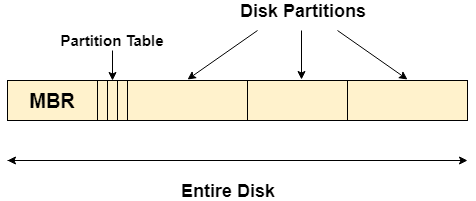 Disk Partitions
Partition Table
MBR
Entire Disk